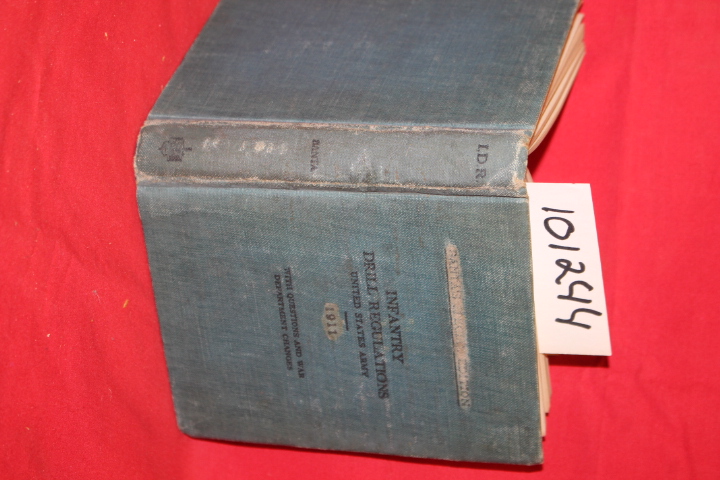 I.D.R.
BANTA
INFANTRY
DRILL REGULATIONS
UNITED STATES ARMY
1911
WITH QUESTIONS AND WAR
DEPARTMENT CHANGES
101244